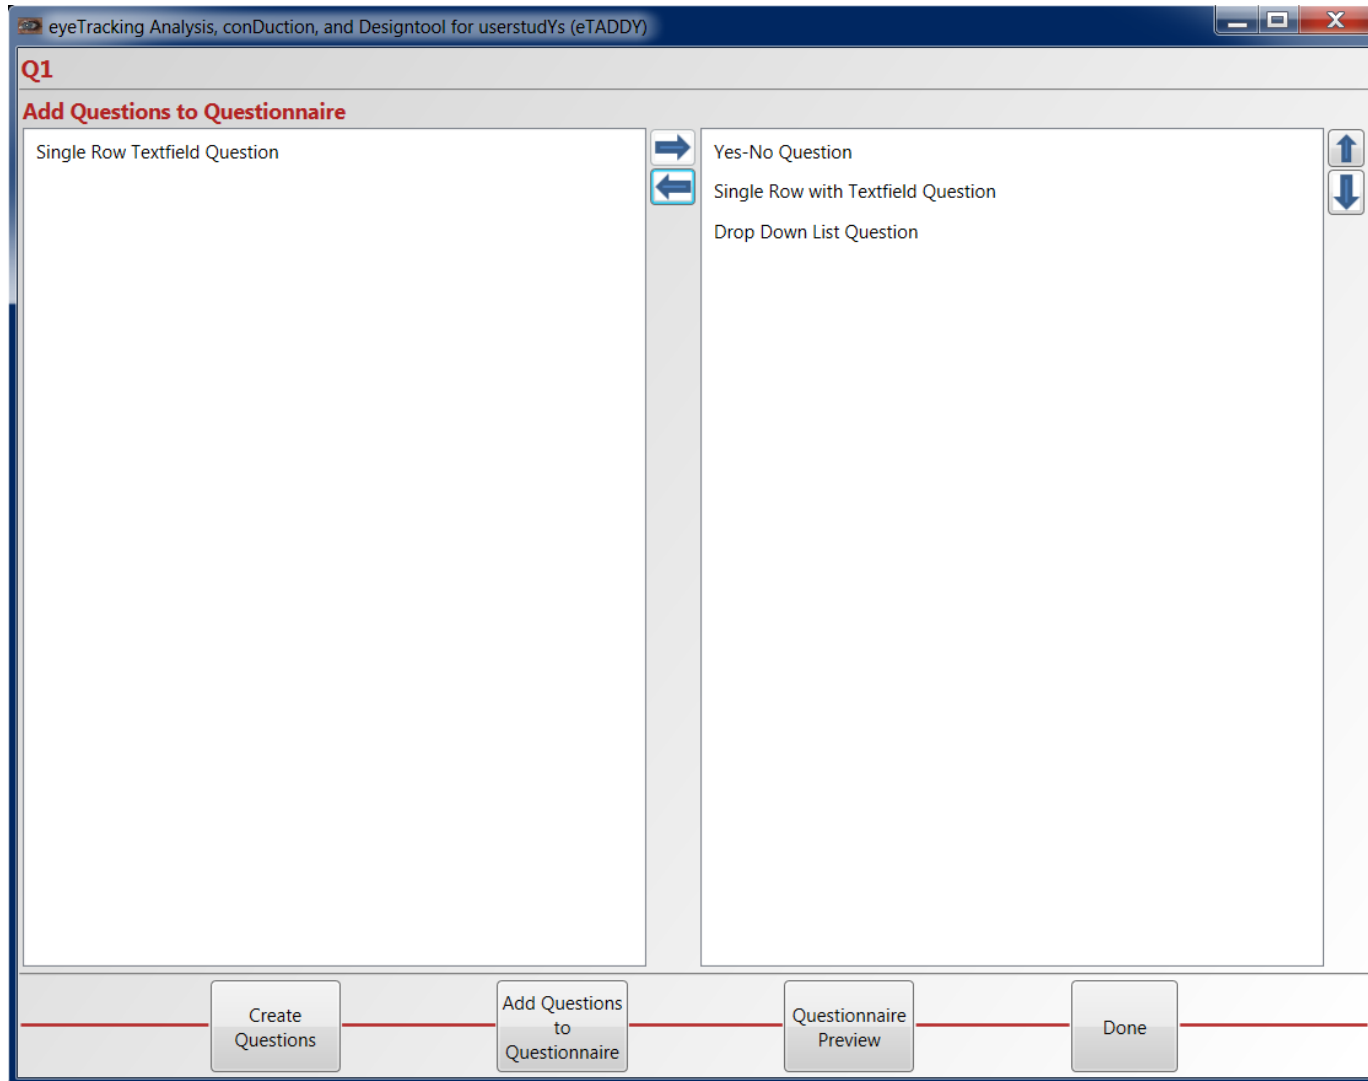 eyeTracking Analysis, conDuction, and Designtool for userstudYs (eTADDY)
Q1
Add Questions to Questionnaire
Single Row Textfield Question
Yes-No Question
Single Row with Textfield Question
Drop Down List Question
Create
Questions
Add Questions
to
Questionnaire
Questionnaire
Preview
Done